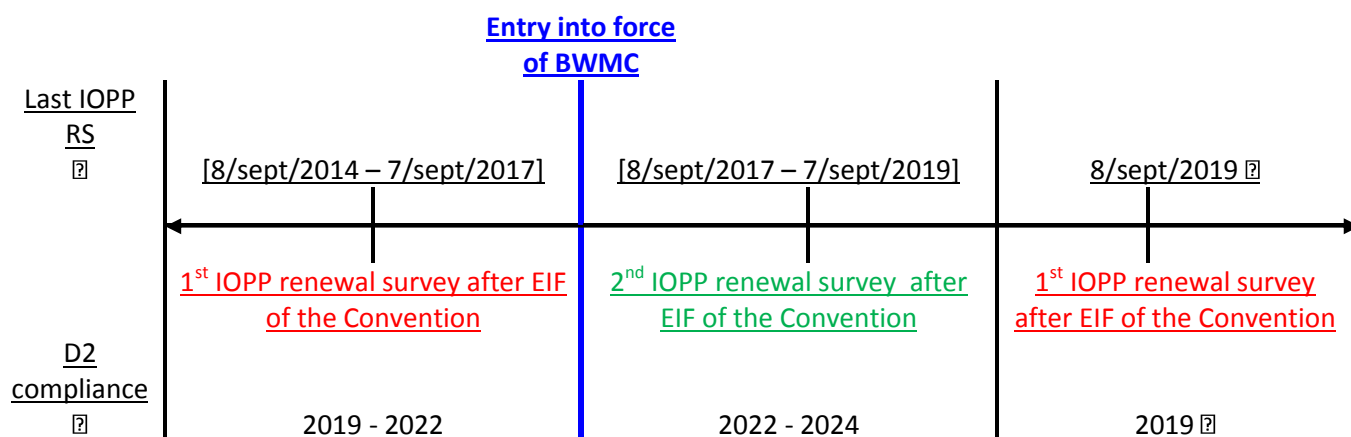 Entry into force
of BWMC
Last IOPP
RS
[8/sept/2014 – 7/sept/2017]
[8/sept/2017 – 7/sept/2019]
8/sept/2019
1st IOPP renewal survey after EIF
of the Convention
2nd IOPP renewal survey after
EIF of the Convention
1st IOPP renewal survey
after EIF of the Convention
D2
compliance
2019 - 2022
2022 - 2024
2019